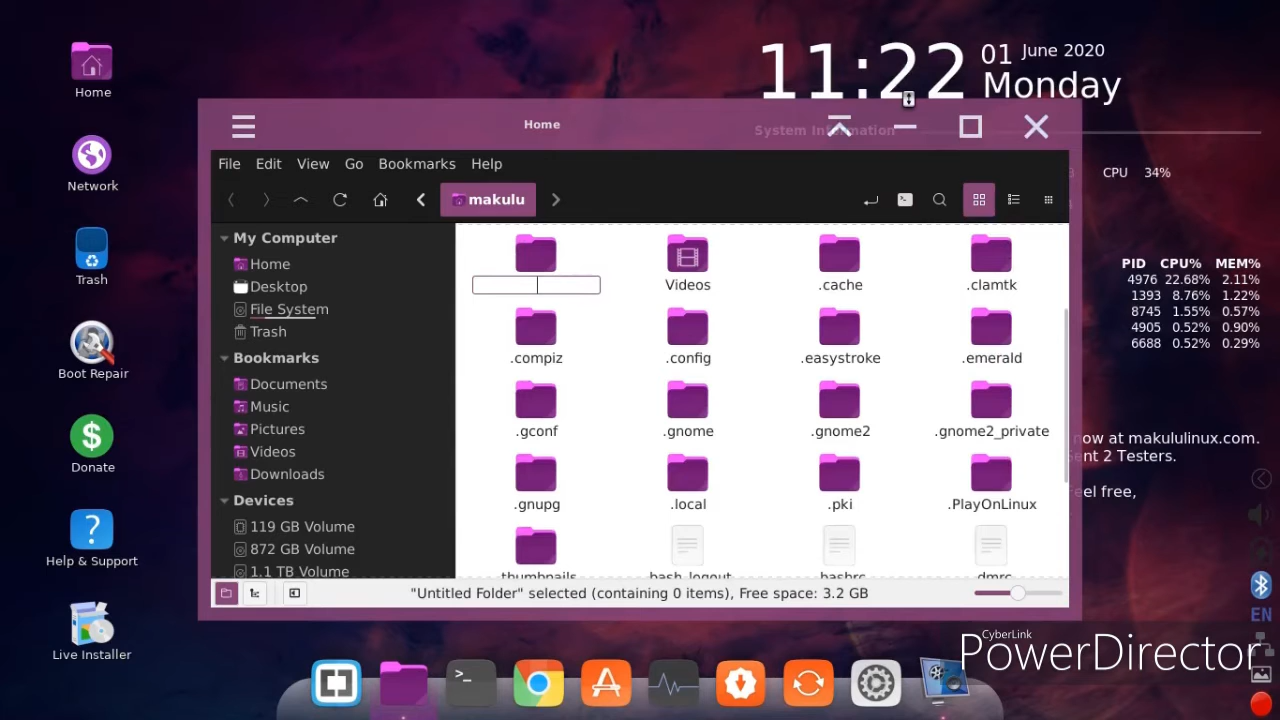 11:22
01 June 2020
Monday
Home
Network
Trash
Boot Repair
Donate
Help & Support
Live Installer
Home
System Information
File Edit View Go Bookmarks Help
makulu
My Computer
Home
Desktop
File System
Trash
Bookmarks
Documents
Music
Pictures
Videos
Downloads
Devices
119 GB Volume
872 GB Volume
1.1 TB Volume
Videos
.cache
.clamtk
.compiz
.config
.easystroke
.emerald
.gconf
.gnome
.gnome2
.gnome2_private
.gnupg
.local
.pki
.PlayOnLinux
thumbnails
bash_logout
bashrc
dmrc
"Untitled Folder" selected (containing 0 items), Free space: 3.2 GB
CPU 34%
PID CPU% MEM%
4976 22.68% 2.11%
1393 8.76% 1.22%
8745 1.55% 0.57%
4905 0.52% 0.90%
6688 0.52% 0.29%
now at makululinux.com.
ent 2 Testers.
eel free,
EN
CyberLink
PowerDirector